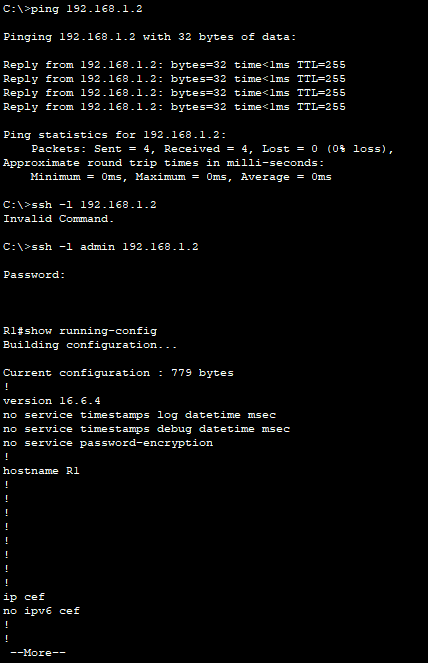 C:\>ping 192.168.1.2
Pinging 192.168.1.2 with 32 bytes of data:
Reply from 192.168.1.2: bytes=32 time<1ms TTL=255
Reply from 192.168.1.2: bytes=32 time<1ms TTL=255
Reply from 192.168.1.2: bytes=32 time<1ms TTL=255
Reply from 192.168.1.2: bytes=32 time<1ms TTL=255
Ping statistics for 192.168.1.2:
Packets: Sent = 4, Received = 4, Lost = 0 (0% loss),
Approximate round trip times in milli-seconds:
Minimum = 0ms, Maximum = 0ms, Average = 0ms
C:\>ssh -l 192.168.1.2
Invalid Command.
C:\>ssh -l admin 192.168.1.2
Password:
R1#show running-config
Building configuration...
Current configuration : 779 bytes
!
version 16.6.4
no service timestamps log datetime msec
no service timestamps debug datetime msec
no service password-encryption
!
hostname R1
!
!
!
!
!
!
!
!
ip cef
no ipv6 cef
!
!
--More--